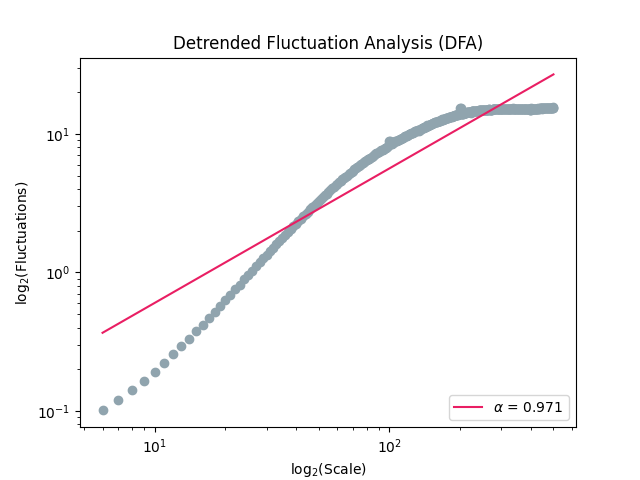 Detrended Fluctuation Analysis (DFA)
log₂(Fluctuations)
10¹
10⁰
10⁻¹
α = 0.971
10¹ 10²
log₂(Scale)